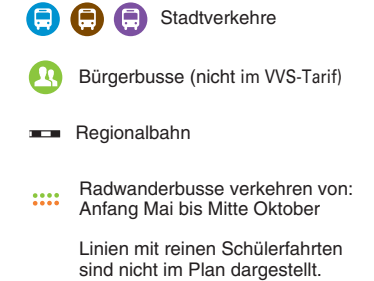 Stadtverkehre
Bürgerbusse (nicht im VVS-Tarif)
Regionalbahn
Radwanderbusse verkehren von:
Anfang Mai bis Mitte Oktober
Linien mit reinen Schülerfahrten
sind nicht im Plan dargestellt.